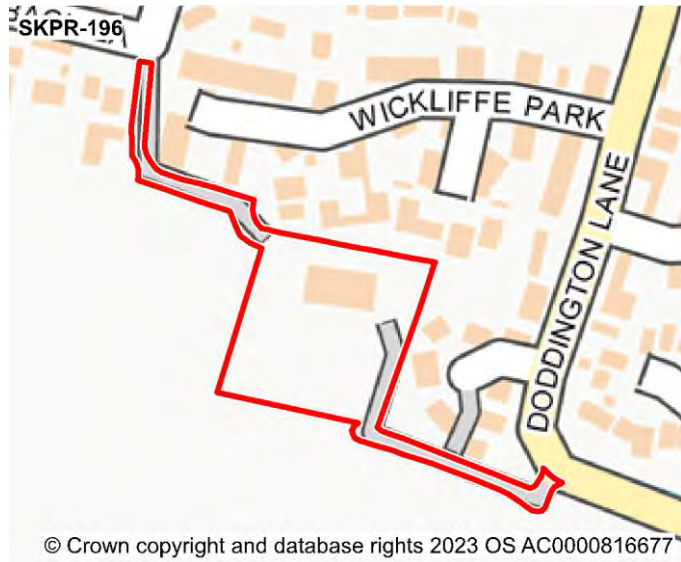 SKPR-196
WICKLIFFE PARK
DODDINGTON LANE
© Crown copyright and database rights 2023 OS AC0000816677